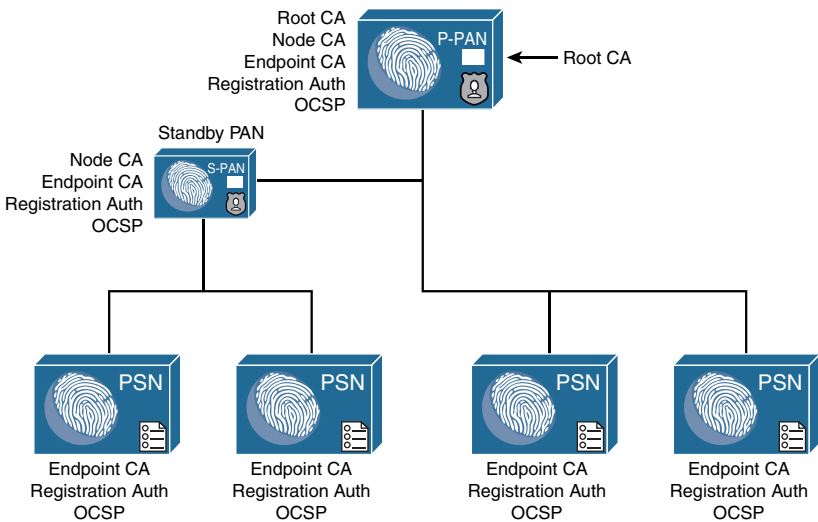 Root CA
Node CA
Endpoint CA
Registration Auth
OCSP
P-PAN
Root CA
Standby PAN
Node CA
Endpoint CA
Registration Auth
OCSP
S-PAN
PSN
PSN
PSN
PSN
Endpoint CA
Registration Auth
OCSP
Endpoint CA
Registration Auth
OCSP
Endpoint CA
Registration Auth
OCSP
Endpoint CA
Registration Auth
OCSP